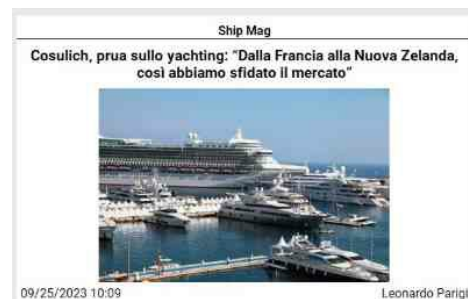 Ship Mag
Cosulich, prua sullo yachting: “Dalla Francia alla Nuova Zelanda,
così abbiamo sfidato il mercato”
09/25/2023 10:09
Leonardo Parigi